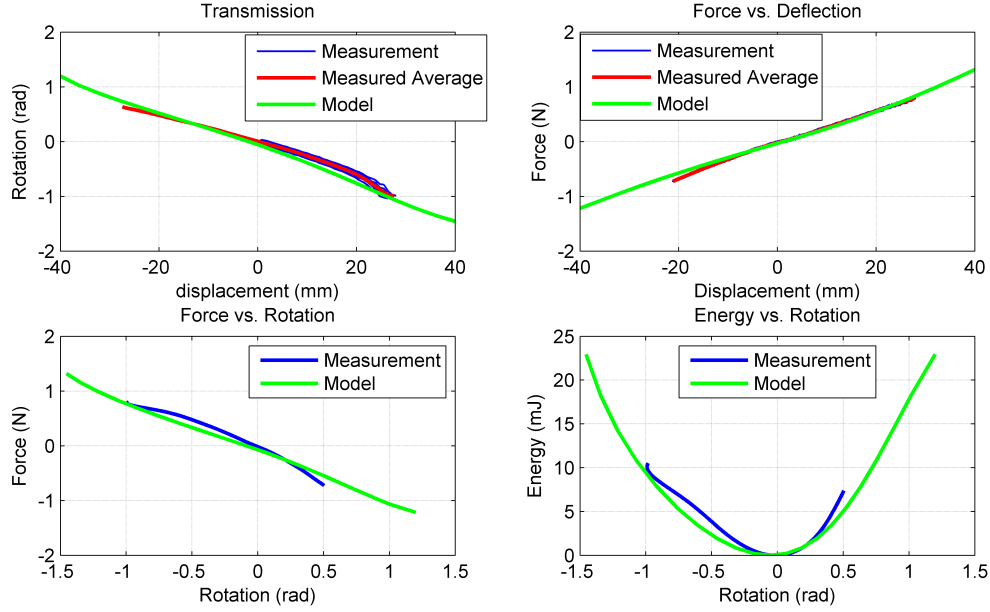 Transmission
2
1
0
-1
-2
Rotation (rad)
Measurement
Measured Average
Model
-40
-20
0
20
40
displacement (mm)
Force vs. Deflection
2
1
0
-1
-2
Force (N)
Measurement
Measured Average
Model
-40
-20
0
20
40
Displacement (mm)
Force vs. Rotation
2
1
0
-1
-2
Force (N)
Measurement
Model
-1.5
-1
-0.5
0
0.5
1
1.5
Rotation (rad)
Energy vs. Rotation
25
20
15
10
5
0
Energy (mJ)
Measurement
Model
-1.5
-1
-0.5
0
0.5
1
1.5
Rotation (rad)